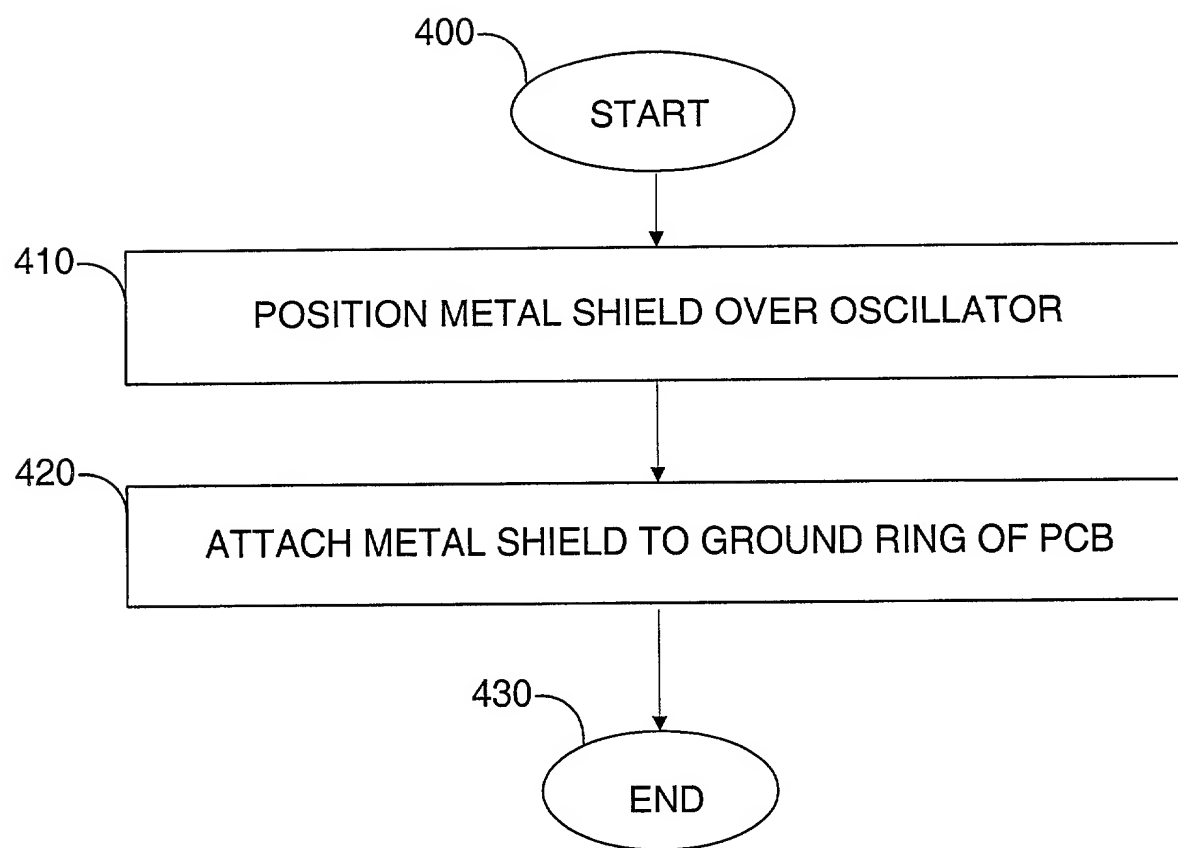 400
START
410
POSITION METAL SHIELD OVER OSCILLATOR
420
ATTACH METAL SHIELD TO GROUND RING OF PCB
430
END